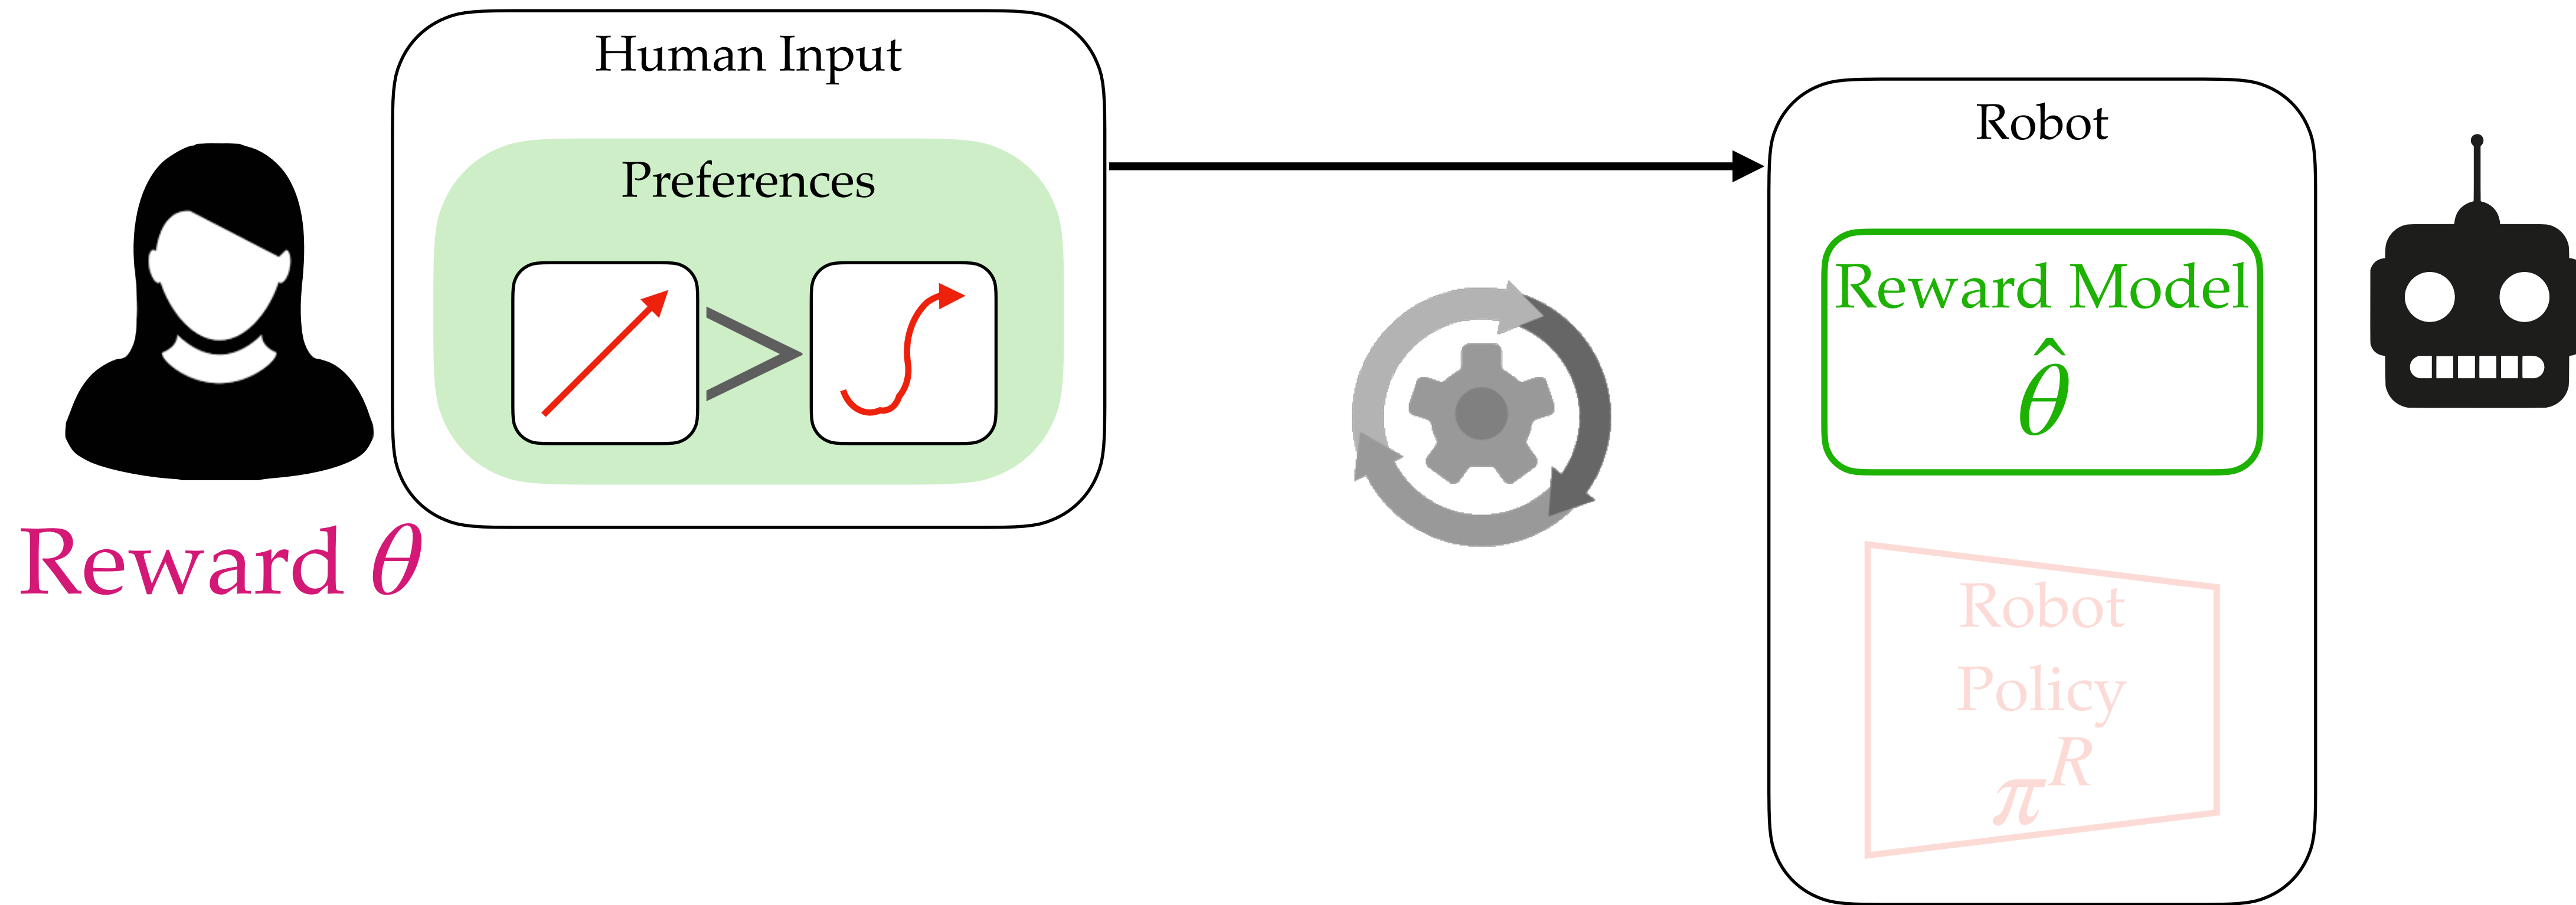 Human Input
Preferences
>
Reward θ
Robot
Reward Model
θ̂
Robot
Policy
π^R